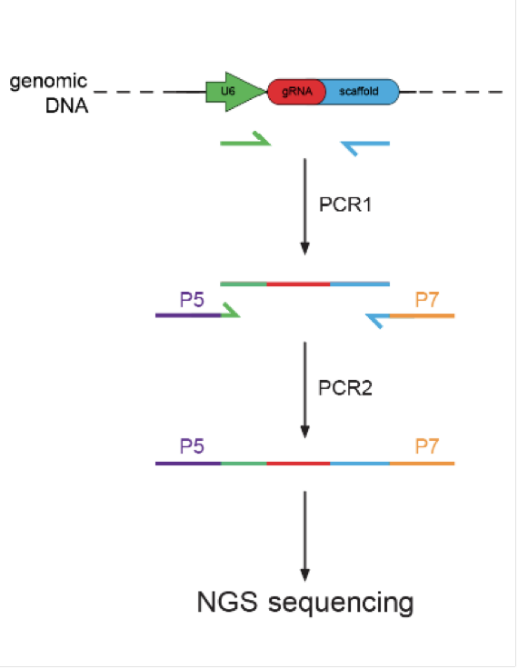 genomic
DNA
U6
gRNA
scaffold
PCR1
P5
P7
PCR2
P5
P7
NGS sequencing